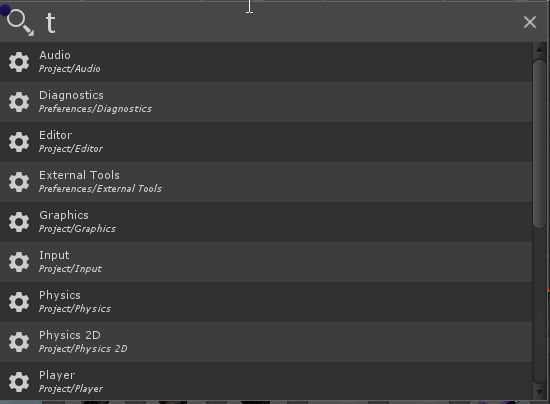 t
Audio
Project/Audio
Diagnostics
Preferences/Diagnostics
Editor
Project/Editor
External Tools
Preferences/External Tools
Graphics
Project/Graphics
Input
Project/Input
Physics
Project/Physics
Physics 2D
Project/Physics 2D
Player
Project/Player